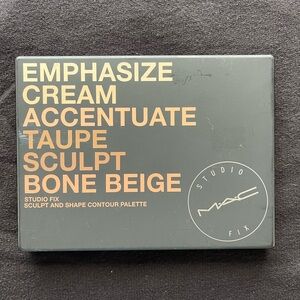 EMPHASIZE
CREAM
ACCENTUATE
TAUPE
SCULPT
BONE BEIGE
STUDIO FIX
SCULPT AND SHAPE CONTOUR PALETTE
STUDIO
MAC
FIX